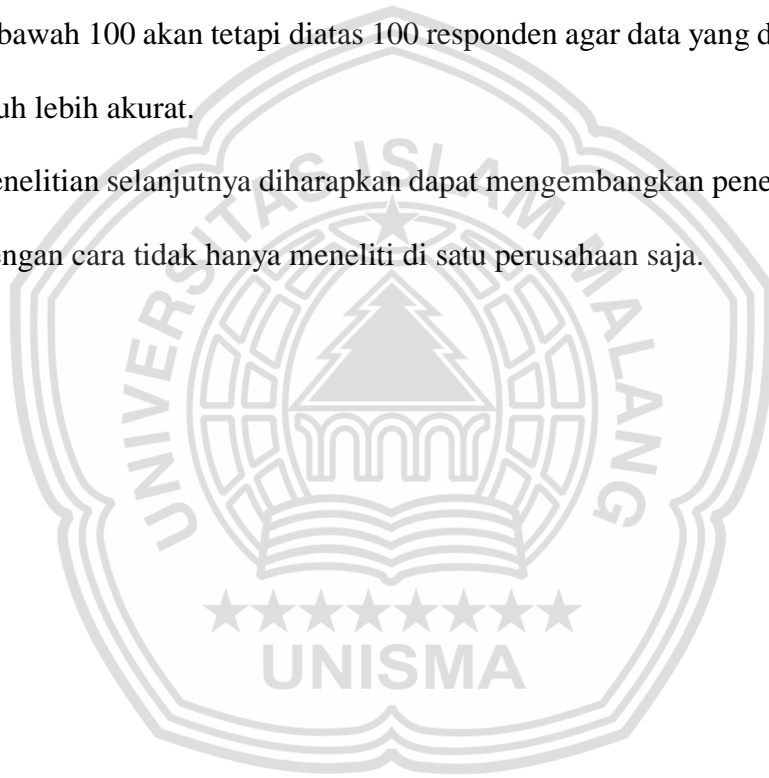 bawah 100 akan tetapi diatas 100 responden agar data yang d
uh lebih akurat.
enelitian selanjutnya diharapkan dapat mengembangkan pene
engan cara tidak hanya meneliti di satu perusahaan saja.
UNIVERSITAS ISLAM MALANG
UNISMA